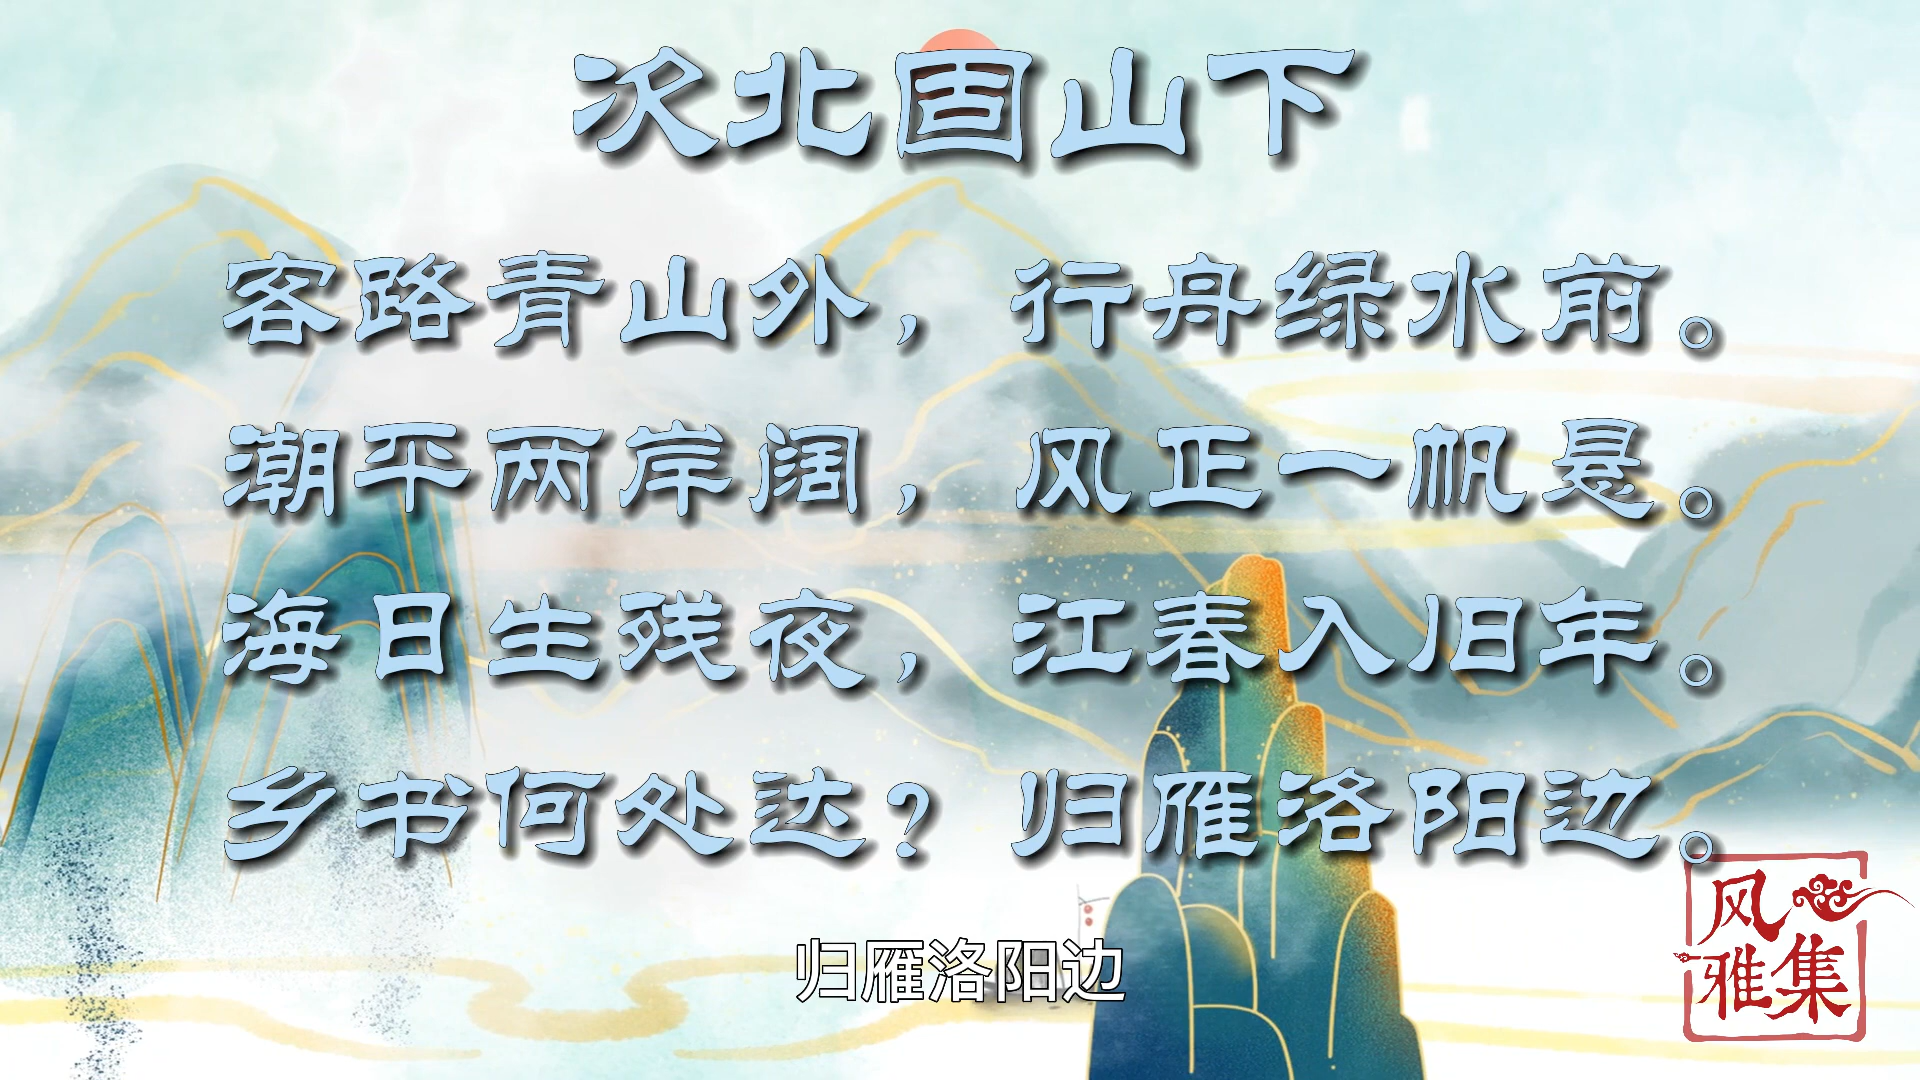 次北固山下
客路青山外，行舟绿水前。
潮平两岸阔，风正一帆悬。
海日生残夜，江春入旧年。
乡书何处达？归雁洛阳边。
归雁洛阳边
风
雅集